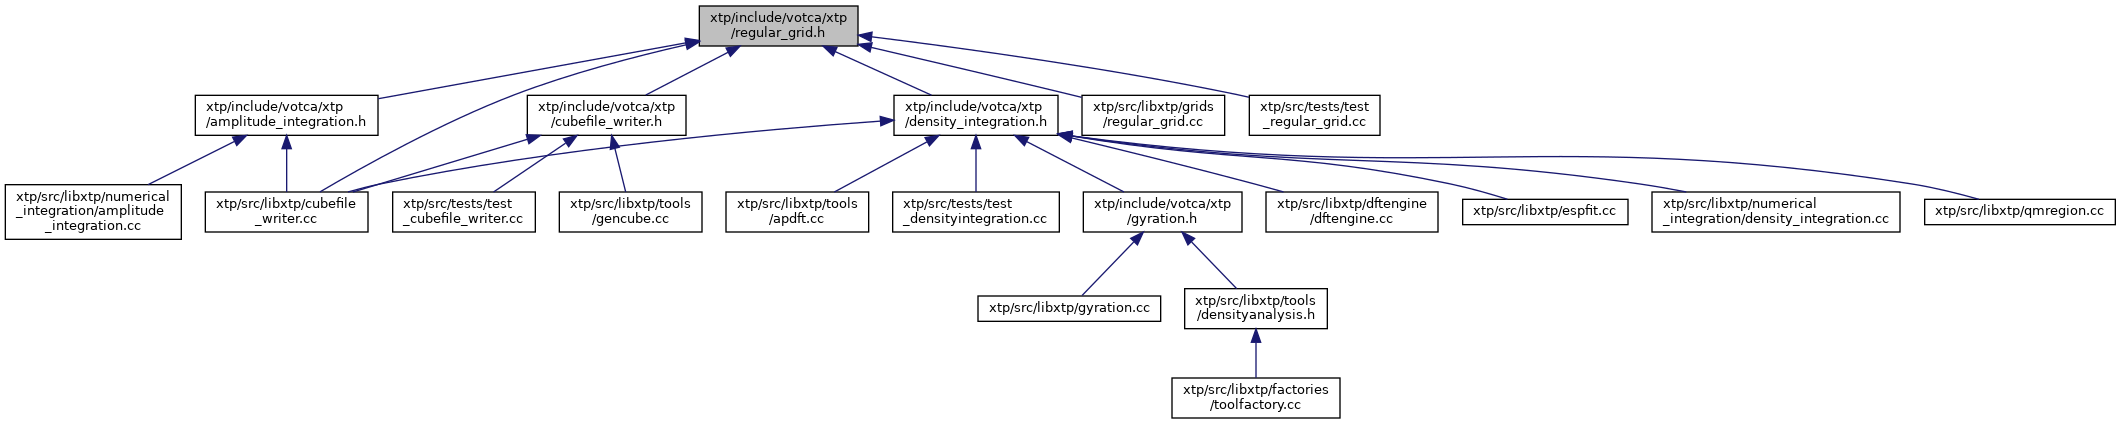 xtp/include/votca/xtp
/regular_grid.h
xtp/include/votca/xtp
/amplitude_integration.h
xtp/include/votca/xtp
/cubefile_writer.h
xtp/include/votca/xtp
/density_integration.h
xtp/src/libxtp/grids
/regular_grid.cc
xtp/src/tests/test
_regular_grid.cc
xtp/src/libxtp/numerical
_integration/amplitude
_integration.cc
xtp/src/libxtp/cubefile
_writer.cc
xtp/src/tests/test
_cubefile_writer.cc
xtp/src/libxtp/tools
/gencube.cc
xtp/src/libxtp/tools
/apdft.cc
xtp/src/tests/test
_densityintegration.cc
xtp/include/votca/xtp
/gyration.h
xtp/src/libxtp/dftengine
/dftengine.cc
xtp/src/libxtp/espfit.cc
xtp/src/libxtp/numerical
_integration/density_integration.cc
xtp/src/libxtp/qmregion.cc
xtp/src/libxtp/gyration.cc
xtp/src/libxtp/tools
/densityanalysis.h
xtp/src/libxtp/factories
/toolfactory.cc